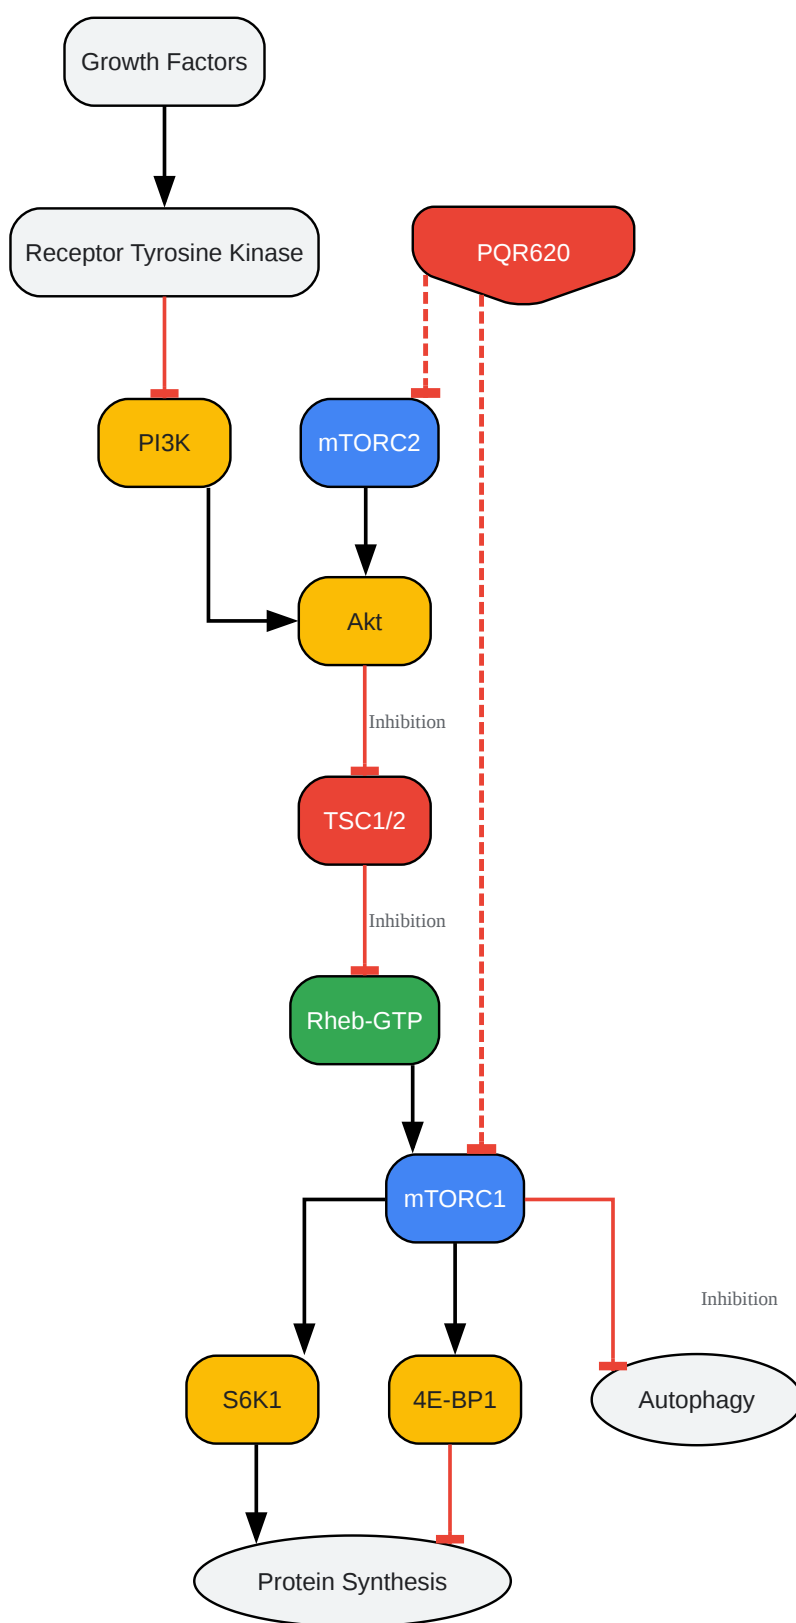 Growth Factors
Receptor Tyrosine Kinase
PQR620
PI3K
mTORC2
Akt
Inhibition
TSC1/2
Inhibition
Rheb-GTP
mTORC1
Inhibition
S6K1
4E-BP1
Autophagy
Protein Synthesis